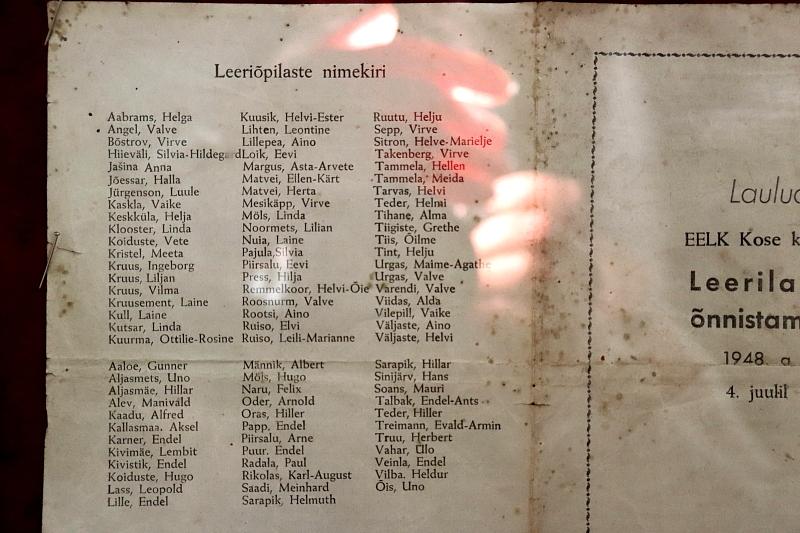 Leeriõpilaste nimekiri
Aabrams, Helga
Angel, Valve
Böstrov, Virve
Hiieväli, Silvia-Hildeg. d
Jašina Anna
Jõessar, Halla
Jürgenson, Luule
Kaskla, Vaike
Keskküla, Helja
Klooster, Linda
Koiduste, Vete
Kristel, Meeta
Kruus, Ingeborg
Kruus, Liljan
Kruus, Vilma
Kruusement, Laine
Kull, Laine
Kutsar, Linda
Kuurma, Ottilie-Rosine
Kuusik, Helvi-Ester
Lihten, Leontine
Lillepea, Aino
Loik, Eevi
Margus, Asta-Arvete
Matvei, Ellen-Kärt
Matvei, Herta
Mesikäpp, Virve
Möls, Linda
Noormets, Lilian
Nuia, Laine
Pajula,Silvia
Piirsalu, Eevi
Press, Hilja
Remmelkoor, Helvi-Õie
Roosnurm, Valve
Rootsi, Aino
Ruiso, Elvi
Ruiso, Leili-Marianne
Ruutu, Helju
Sepp, Virve
Sitron, Helve-Marielje
Takenberg, Virve
Tammela, Hellen
Tammela, Meida
Tarvas, Helvi
Teder, Helmi
Tihane, Alma
Tiigiste, Grethe
Tiis, Õilme
Tint, Helju
Urgas, Maime-Agathe
Urgas, Valve
Varendi, Valve
Viidas, Alda
Vilepill, Vaike
Väljaste, Aino
Väljaste, Helvi
Aaloe, Gunner
Aljasmets, Uno
Aljasmäe, Hillar
Alev, Manivald
Kaadu, Alfred
Kallasmaa. Aksel
Karner, Endel
Kivimäe, Lembit
Kivistik, Endel
Koiduste, Hugo
Lass, Leopold
Lille, Endel
Männik, Albert
Möls, Hugo
Naru, Felix
Oder, Arnold
Oras, Hiller
Papp. Endel
Piirsalu, Arne
Puur. Endel
Radala, Paul
Rikolas, Karl-August
Saadi, Meinhard
Sarapik, Helmuth
Sarapik, Hillar
Sinijärv, Hans
Soans, Mauri
Talbak, Endel-Ants
Teder, Hiller
Treimann, Evald-Armin
Truu, Herbert
Vahar, Ülo
Veinla, Endel
Vilba. Heldur
Õis, Uno
Laulu
EELK Kose k
Leerila
õnnistam
1948. a
4. juulil